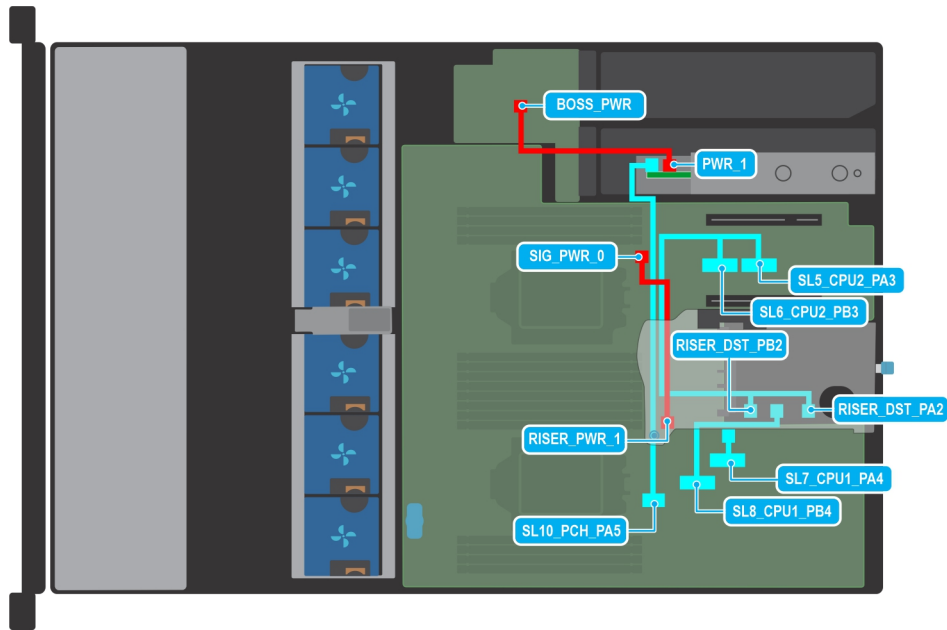 BOSS_PWR
PWR_1
SIG_PWR_0
SL5_CPU2_PA3
SL6_CPU2_PB3
RISER_DST_PB2
RISER_DST_PA2
RISER_PWR_1
SL7_CPU1_PA4
SL8_CPU1_PB4
SL10_PCH_PA5